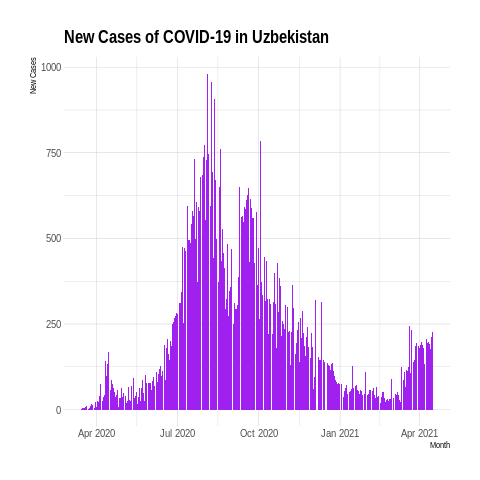 New Cases of COVID-19 in Uzbekistan
New Cases
1000
750
500
250
0
Apr 2020 Jul 2020 Oct 2020 Jan 2021 Apr 2021
Month